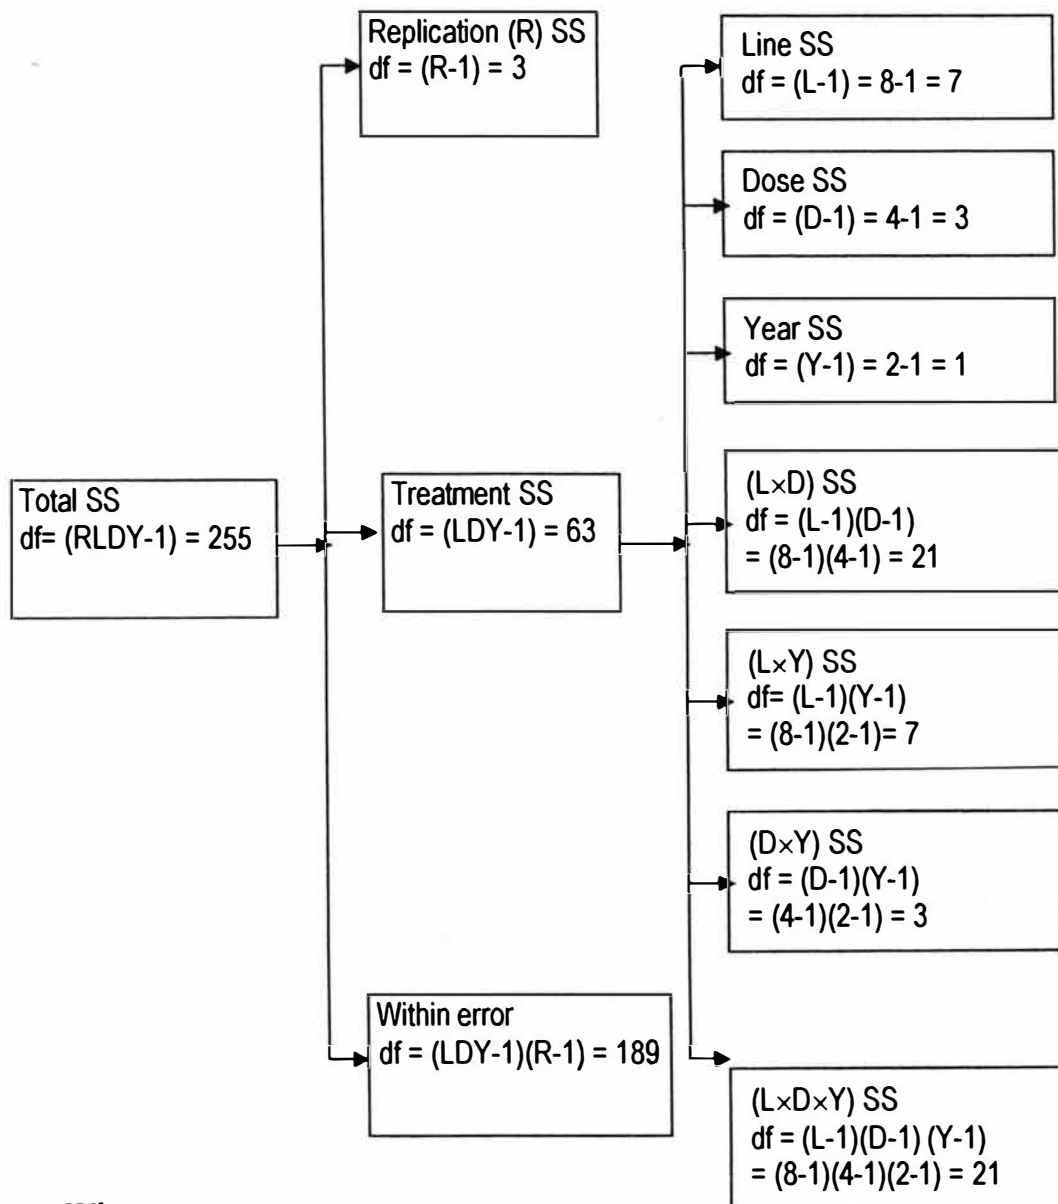 Replication (R) SS
df = (R-1) = 3
Line SS
df = (L-1) = 8-1 = 7
Dose SS
df = (D-1) = 4-1 = 3
Year SS
df = (Y-1) = 2-1 = 1
Total SS
df= (RLDY-1) = 255
Treatment SS
df = (LDY-1) = 63
(L×D) SS
df = (L-1)(D-1)
= (8-1)(4-1) = 21
(L×Y) SS
df= (L-1)(Y-1)
= (8-1)(2-1)= 7
(D×Y) SS
df = (D-1)(Y-1)
= (4-1)(2-1) = 3
Within error
df = (LDY-1)(R-1) = 189
(L×D×Y) SS
df = (L-1)(D-1) (Y-1)
= (8-1)(4-1)(2-1) = 21